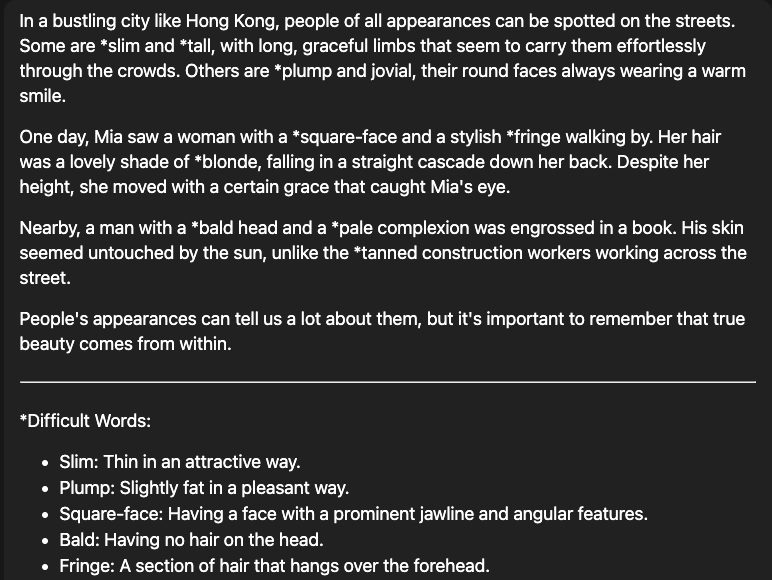 In a bustling city like Hong Kong, people of all appearances can be spotted on the streets.
Some are *slim and *tall, with long, graceful limbs that seem to carry them effortlessly
through the crowds. Others are *plump and jovial, their round faces always wearing a warm
smile.
One day, Mia saw a woman with a *square-face and a stylish *fringe walking by. Her hair
was a lovely shade of *blonde, falling in a straight cascade down her back. Despite her
height, she moved with a certain grace that caught Mia's eye.
Nearby, a man with a *bald head and a *pale complexion was engrossed in a book. His skin
seemed untouched by the sun, unlike the *tanned construction workers working across the
street.
People's appearances can tell us a lot about them, but it's important to remember that true
beauty comes from within.
*Difficult Words:
• Slim: Thin in an attractive way.
• Plump: Slightly fat in a pleasant way.
• Square-face: Having a face with a prominent jawline and angular features.
• Bald: Having no hair on the head.
• Fringe: A section of hair that hangs over the forehead.